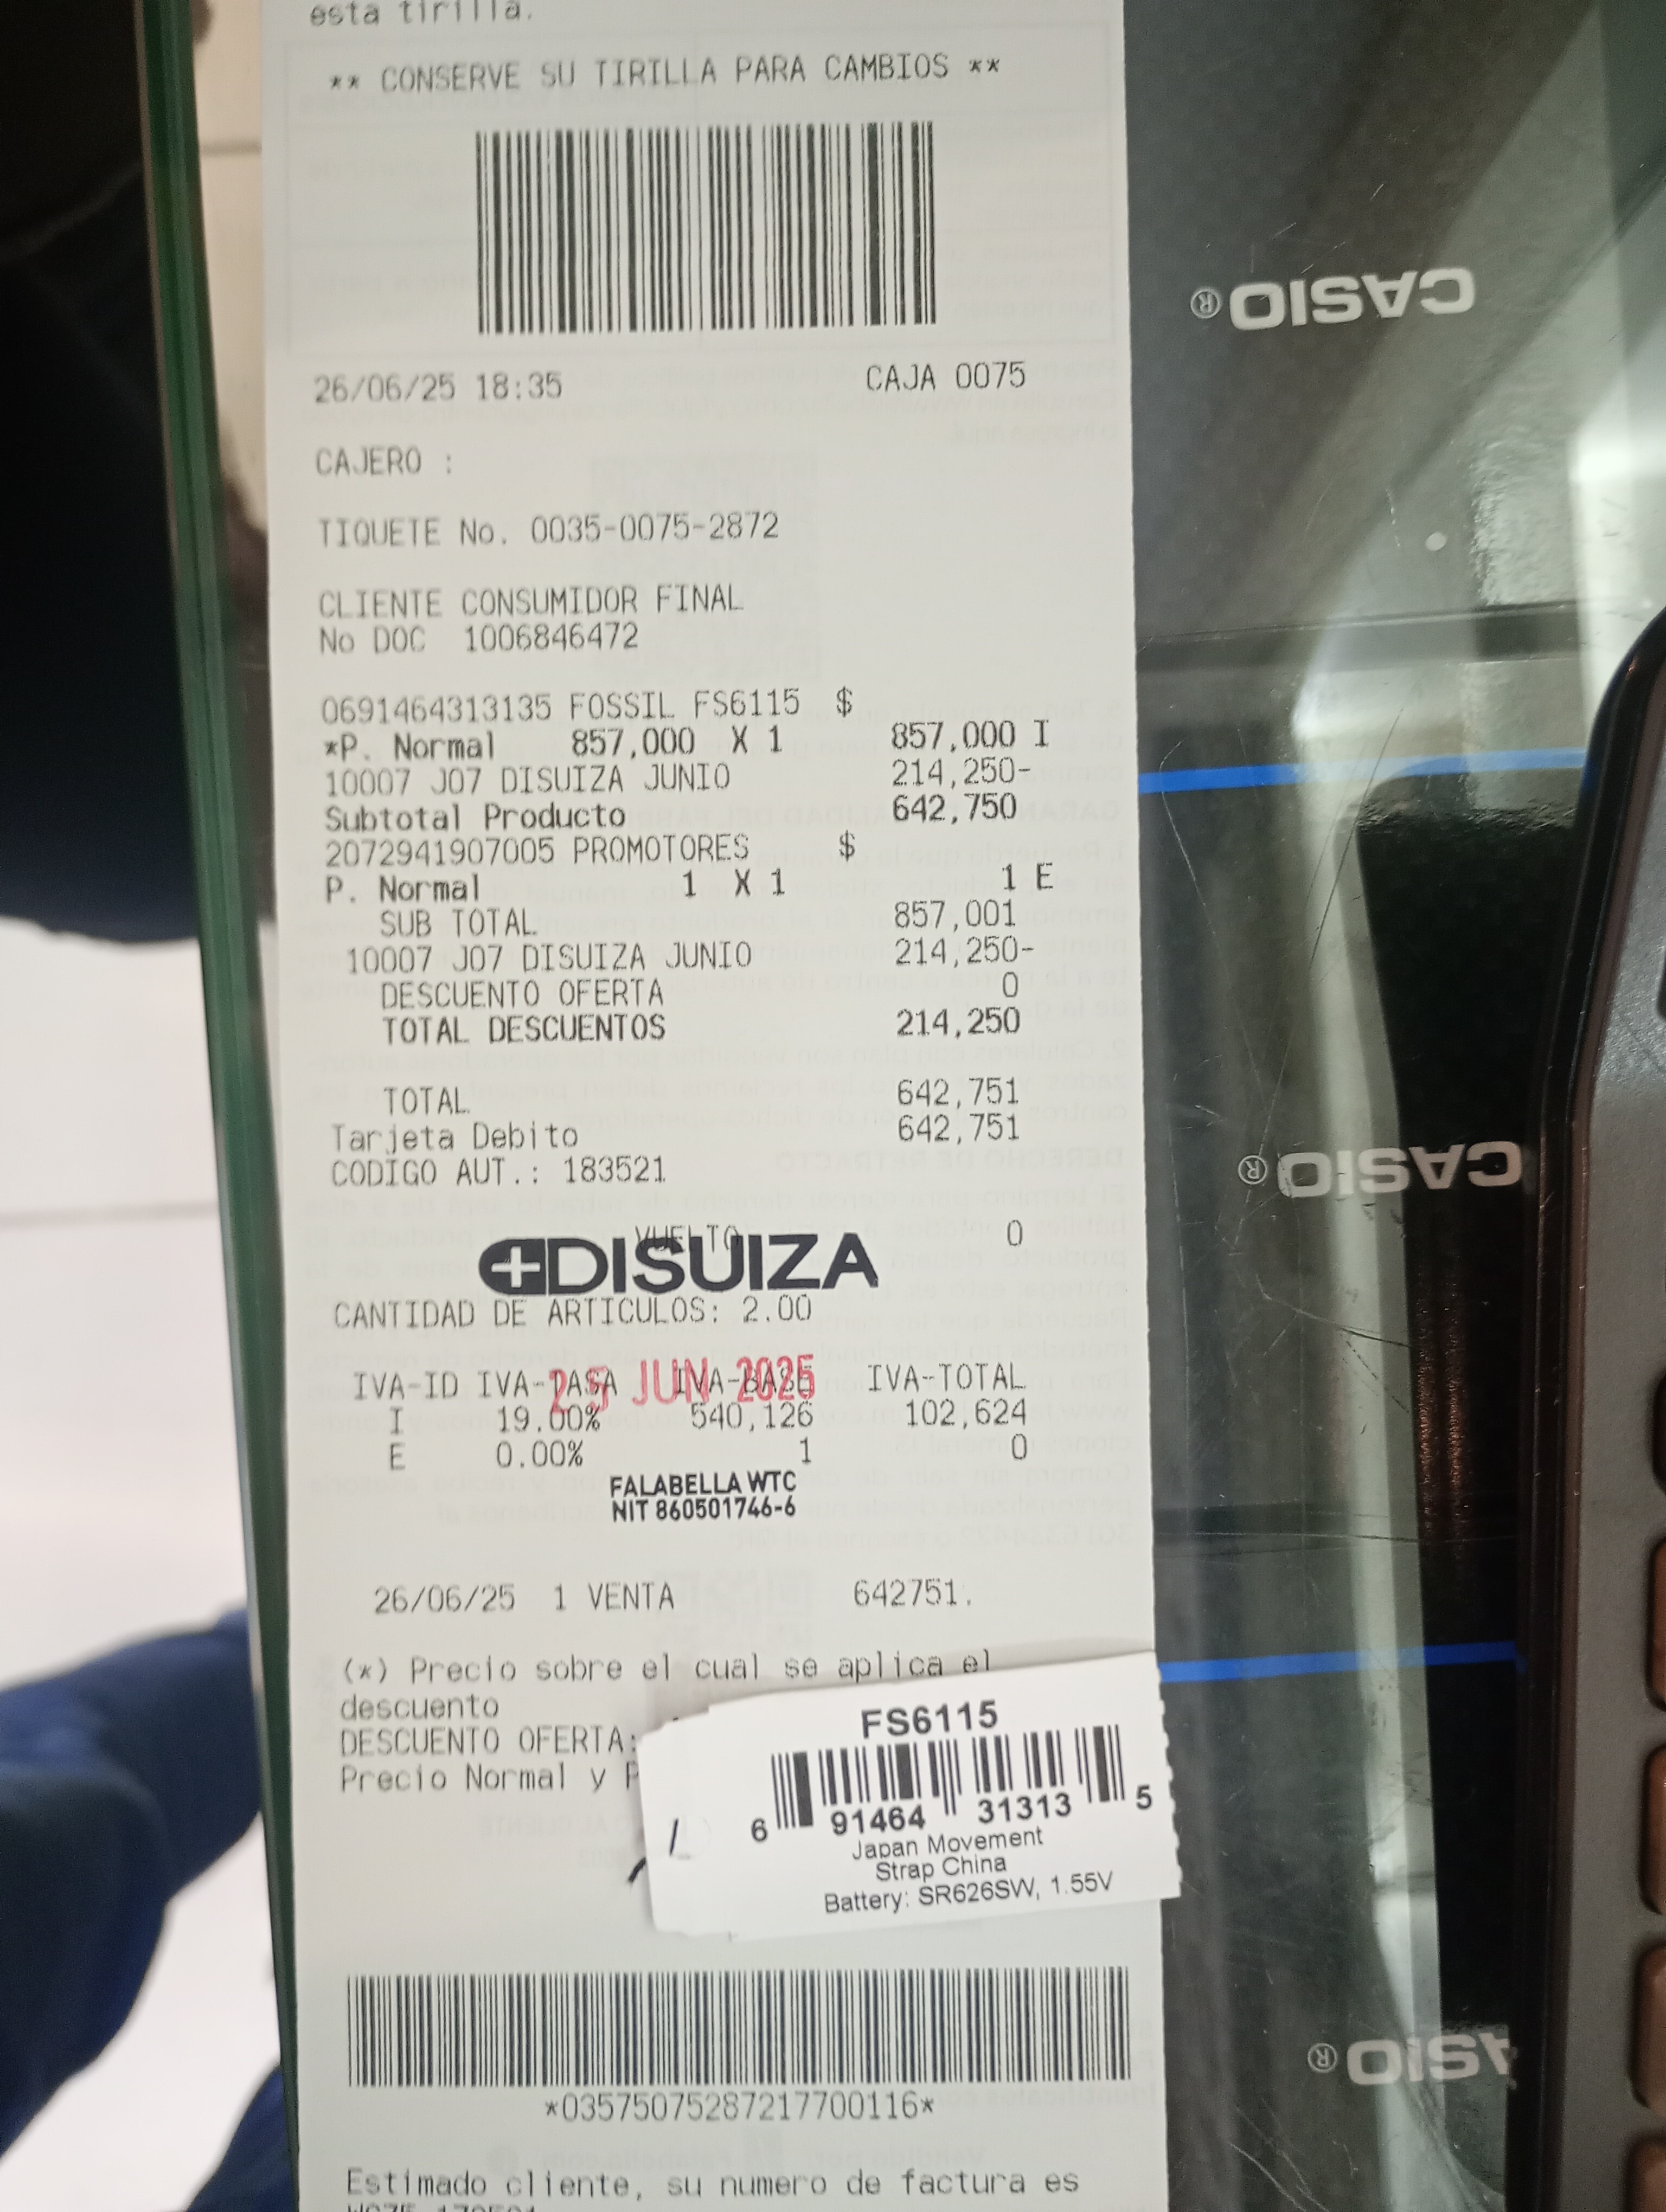 esta tirilla.
** CONSERVE SU TIRILLA PARA CAMBIOS **
26/06/25 18:35 CAJA 0075
CAJERO :
TIQUETE No. 0035-0075-2872
CLIENTE CONSUMIDOR FINAL
No DOC 1006846472
0691464313135 FOSSIL FS6115 $
*P. Normal 857,000 X 1 857,000 I
10007 J07 DISUIZA JUNIO 214,250-
Subtotal Producto 642,750
2072941907005 PROMOTORES $
P. Normal 1 X 1 1 E
SUB TOTAL 857,001
10007 J07 DISUIZA JUNIO 214,250-
DESCUENTO OFERTA 0
TOTAL DESCUENTOS 214,250
TOTAL 642,751
Tarjeta Debito 642,751
CODIGO AUT.: 183521
VUELTO 0
DISUIZA
CANTIDAD DE ARTICULOS: 2.00
JUN 2025
IVA-ID IVA-TASA IVA-BASE IVA-TOTAL
I 19.00% 540,126 102,624
E 0.00% 1 0
FALABELLA WTC
NIT 860501746-6
26/06/25 1 VENTA 642751.
(*) Precio sobre el cual se aplica el
descuento
DESCUENTO OFERTA:
Precio Normal y
FS6115
6 91464 31313 5
Japan Movement
Strap China
Battery: SR626SW, 1.55V
*03575075287217700116*
Estimado cliente, su numero de factura es
CASIO®
CASIO®
ASIO®